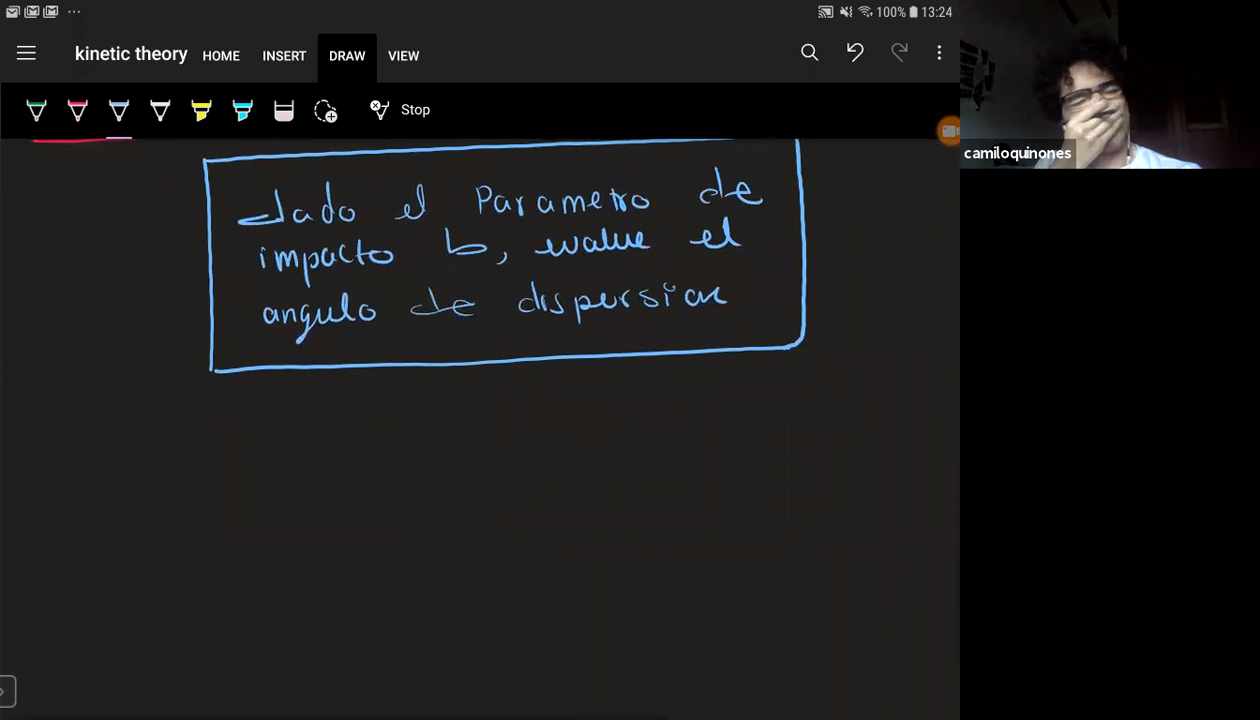 100% 13:24
kinetic theory HOME INSERT DRAW VIEW
Stop
camiloquinones
dado el Parametro de
impacto b, evalue el
angulo de dispersion